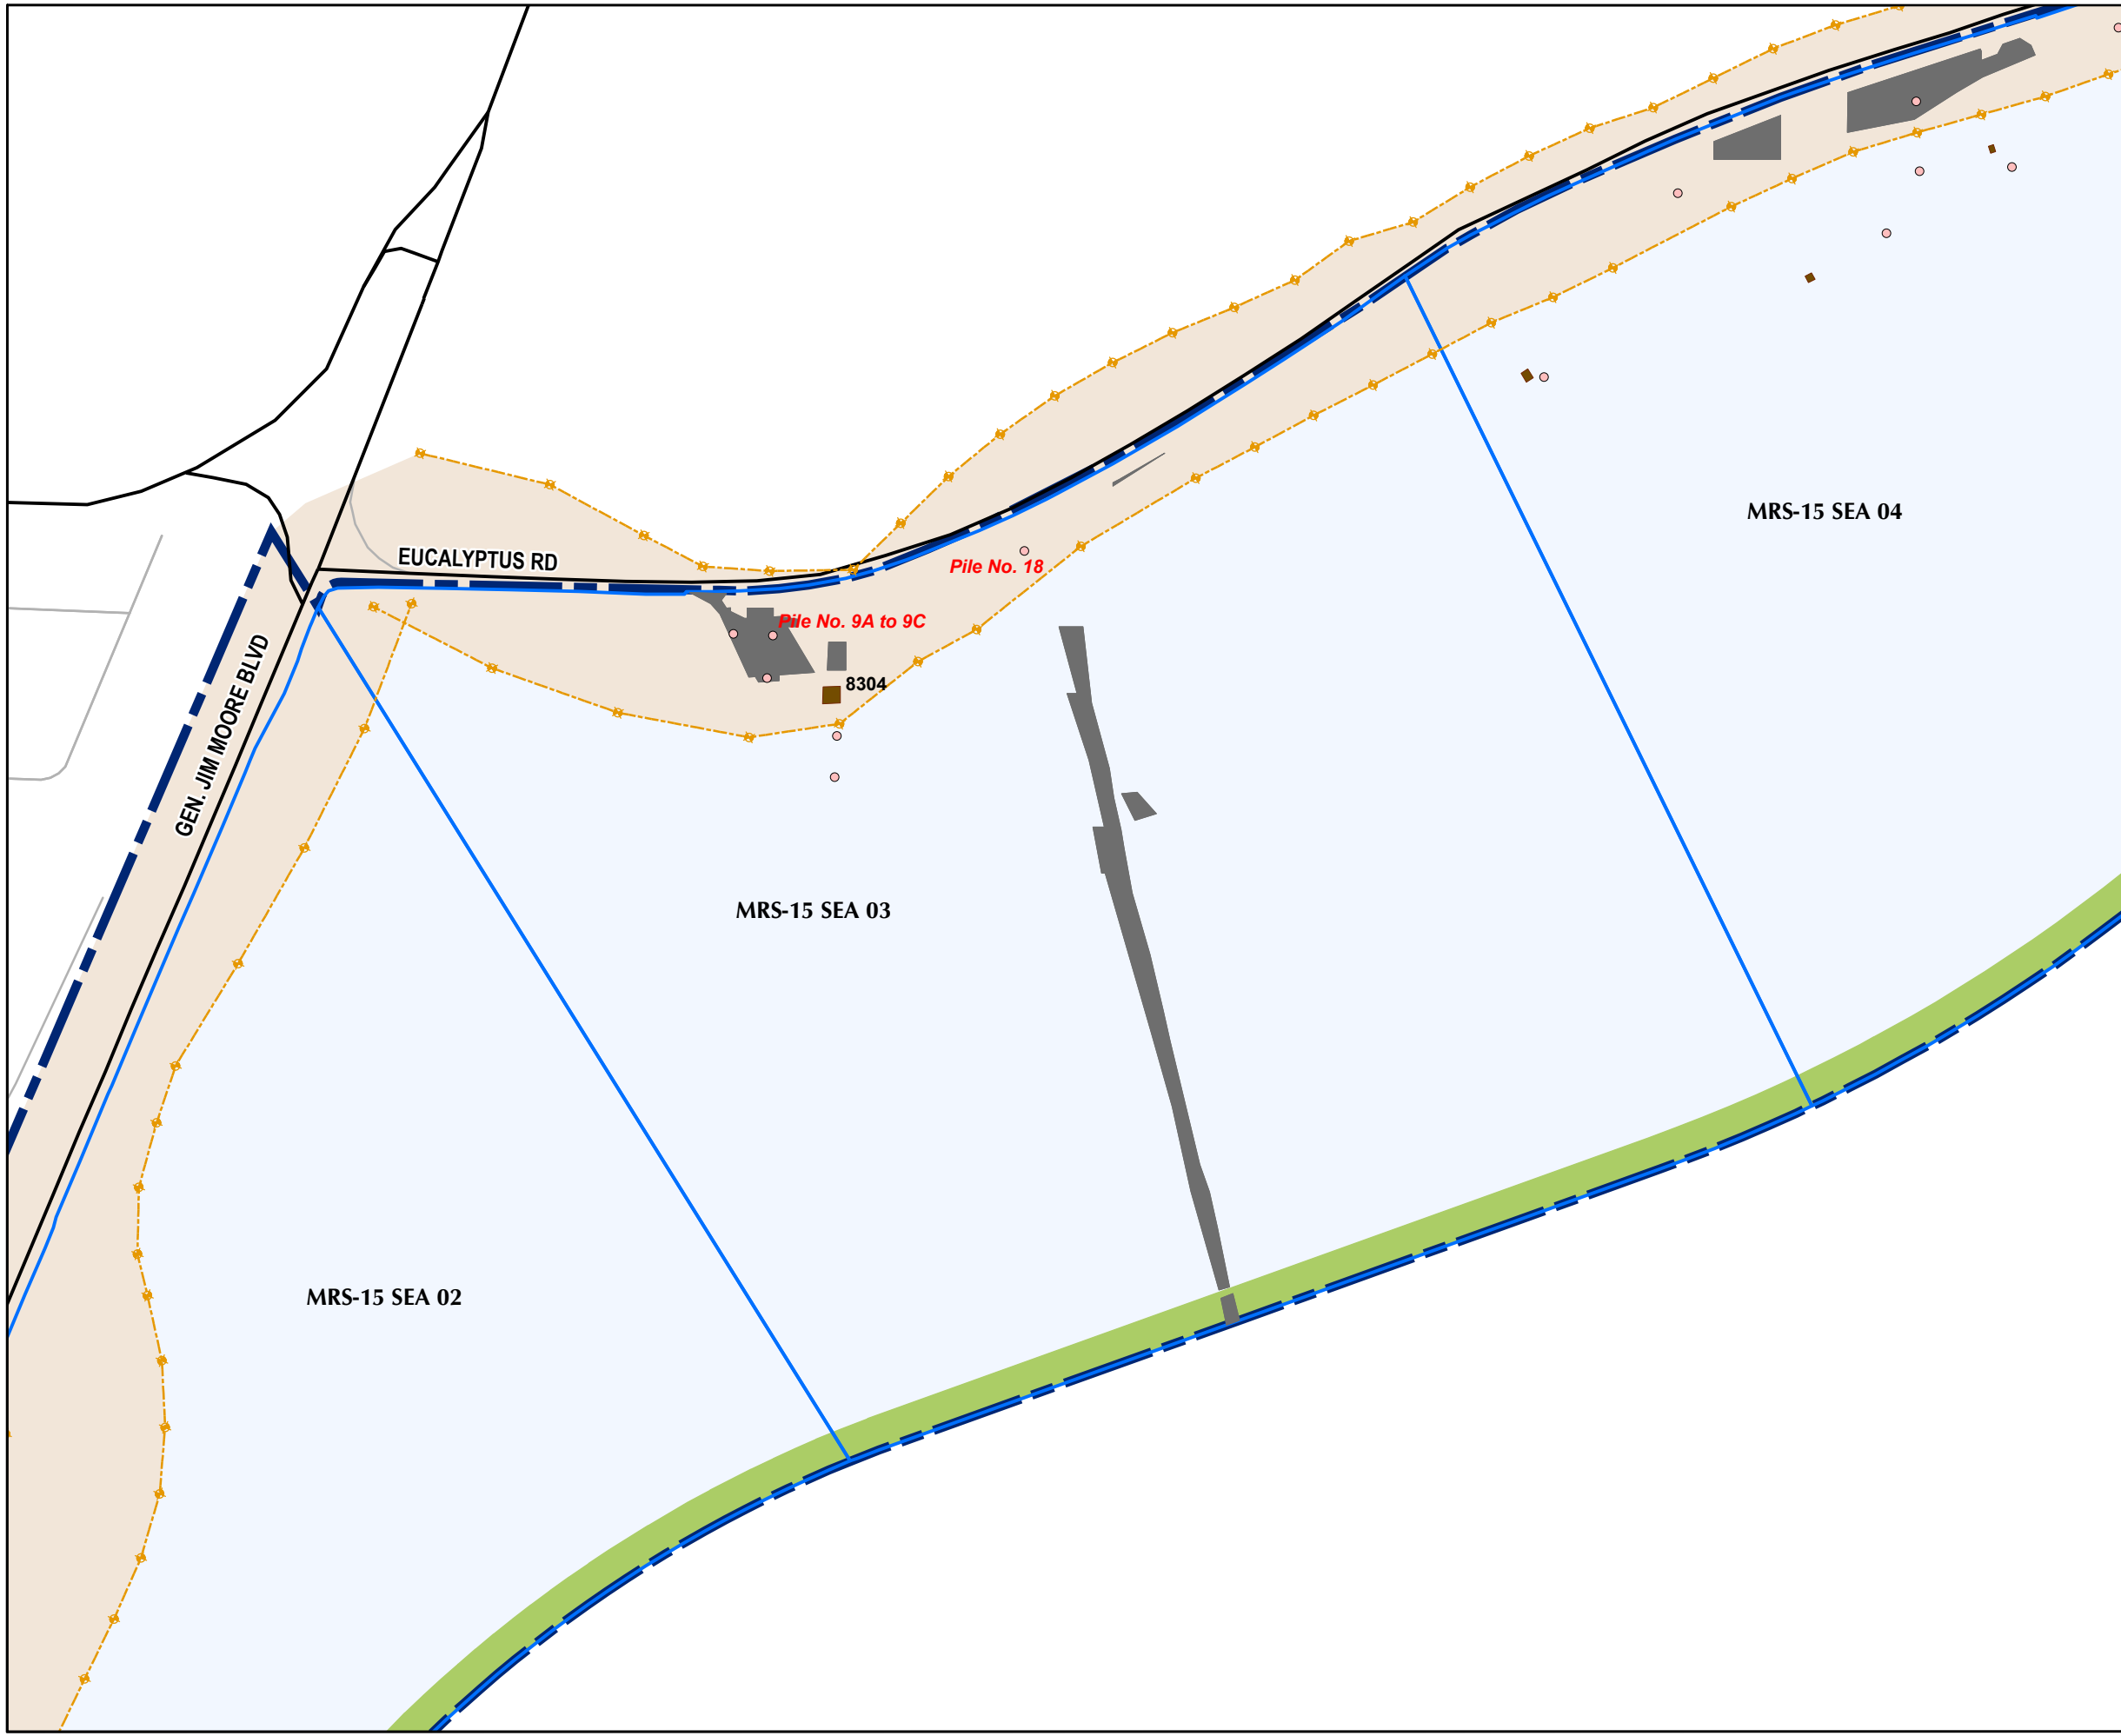 MRS-15 SEA 04
EUCALYPTUS RD
Pile No. 18
Pile No. 9A to 9C
8304
GEN. JIM MOORE BLVD
MRS-15 SEA 03
MRS-15 SEA 02